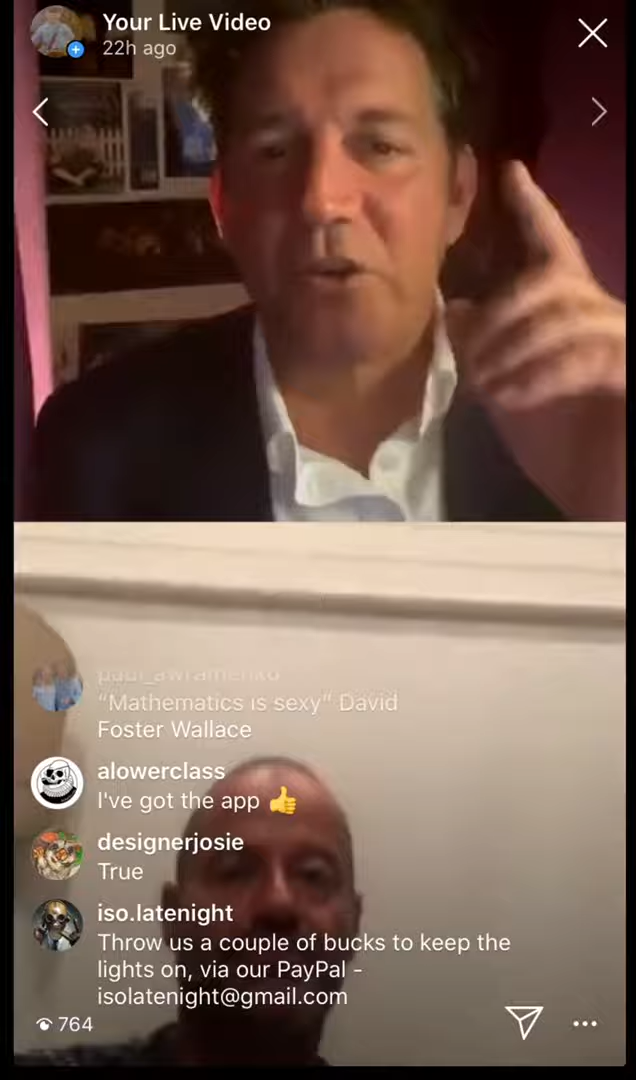 Your Live Video
22h ago
paul_awramenko
“Mathematics is sexy“ David
Foster Wallace
alowerclass
I've got the app 👍
designerjosie
True
iso.latenight
Throw us a couple of bucks to keep the
lights on, via our PayPal -
isolatenight@gmail.com
764